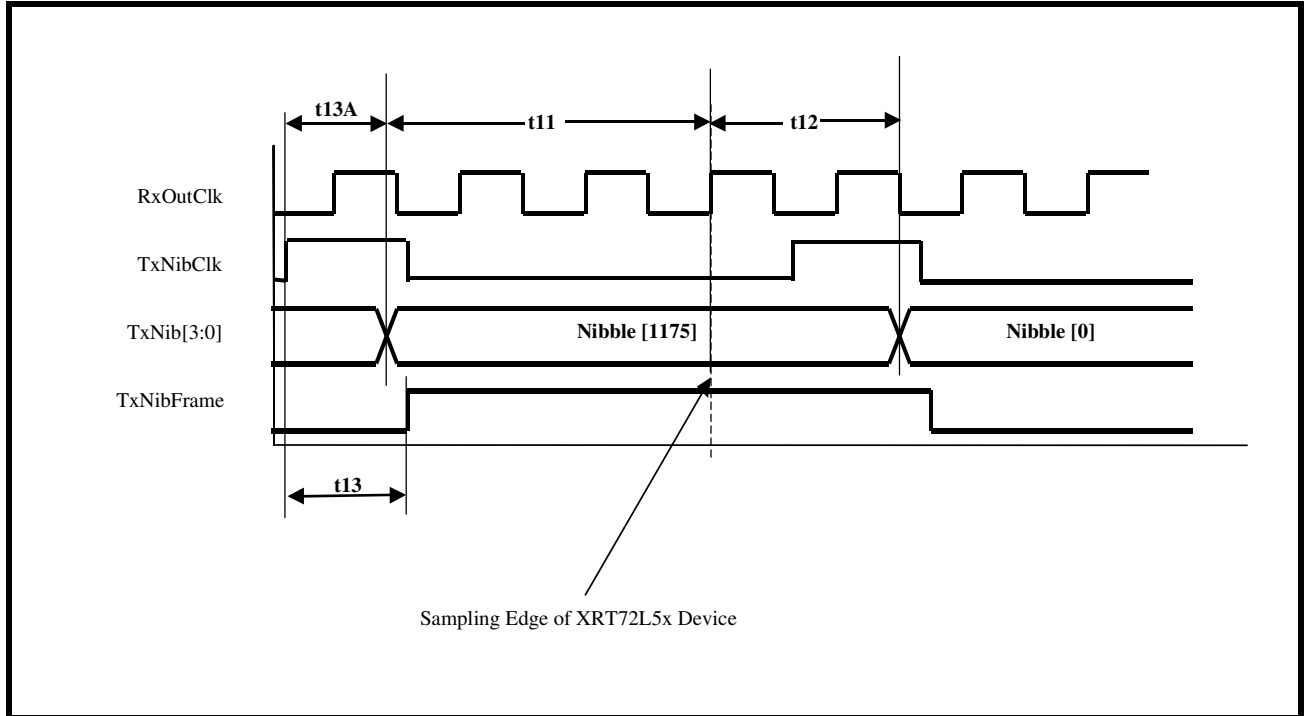 t13A
t11
t12
RxOutClk
TxNibClk
TxNib[3:0]
Nibble [1175]
Nibble [0]
TxNibFrame
t13
Sampling Edge of XRT72L5x Device